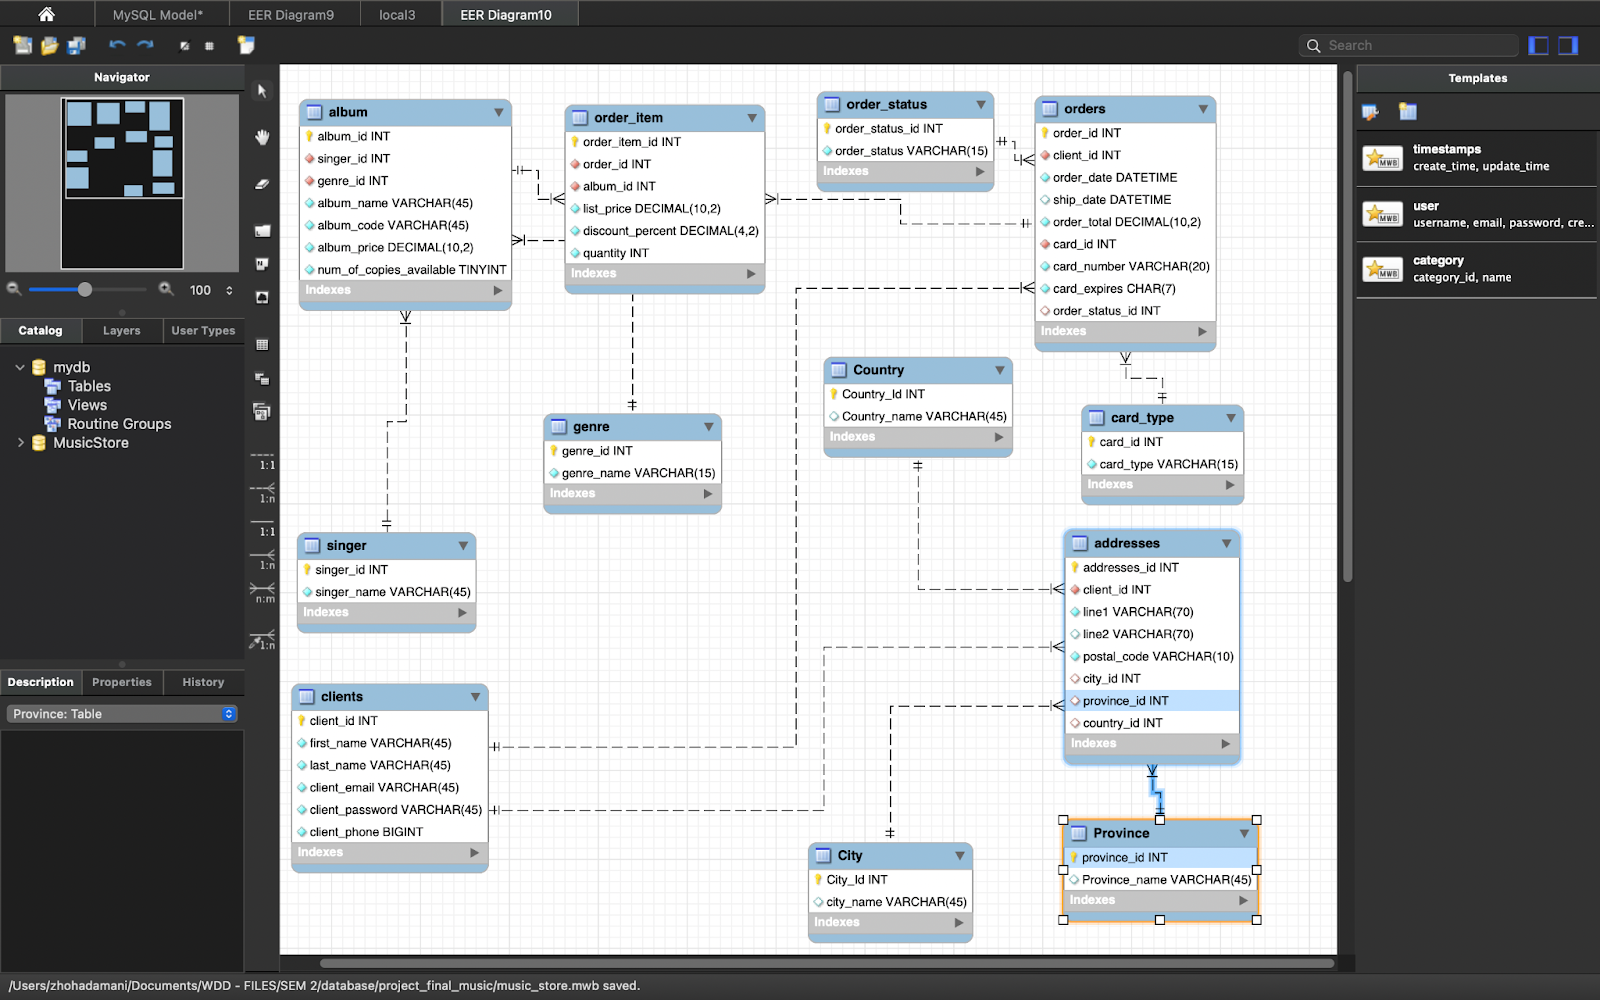 MySQL Model*
EER Diagram9
local3
EER Diagram10
Search
Navigator
100
Catalog
Layers
User Types
mydb
Tables
Views
Routine Groups
MusicStore
Description
Properties
History
Province: Table
1:1
1:n
1:1
1:n
n:m
1:n
album
album_id INT
singer_id INT
genre_id INT
album_name VARCHAR(45)
album_code VARCHAR(45)
album_price DECIMAL(10,2)
num_of_copies_available TINYINT
Indexes
order_item
order_item_id INT
order_id INT
album_id INT
list_price DECIMAL(10,2)
discount_percent DECIMAL(4,2)
quantity INT
Indexes
order_status
order_status_id INT
order_status VARCHAR(15)
Indexes
orders
order_id INT
client_id INT
order_date DATETIME
ship_date DATETIME
order_total DECIMAL(10,2)
card_id INT
card_number VARCHAR(20)
card_expires CHAR(7)
order_status_id INT
Indexes
genre
genre_id INT
genre_name VARCHAR(15)
Indexes
Country
Country_Id INT
Country_name VARCHAR(45)
Indexes
card_type
card_id INT
card_type VARCHAR(15)
Indexes
singer
singer_id INT
singer_name VARCHAR(45)
Indexes
addresses
addresses_id INT
client_id INT
line1 VARCHAR(70)
line2 VARCHAR(70)
postal_code VARCHAR(10)
city_id INT
province_id INT
country_id INT
Indexes
clients
client_id INT
first_name VARCHAR(45)
last_name VARCHAR(45)
client_email VARCHAR(45)
client_password VARCHAR(45)
client_phone BIGINT
Indexes
City
City_Id INT
city_name VARCHAR(45)
Indexes
Province
province_id INT
Province_name VARCHAR(45)
Indexes
Templates
MWB
timestamps
create_time, update_time
MWB
user
username, email, password, cre...
MWB
category
category_id, name
/Users/zhohadamani/Documents/WDD - FILES/SEM 2/database/project_final_music/music_store.mwb saved.